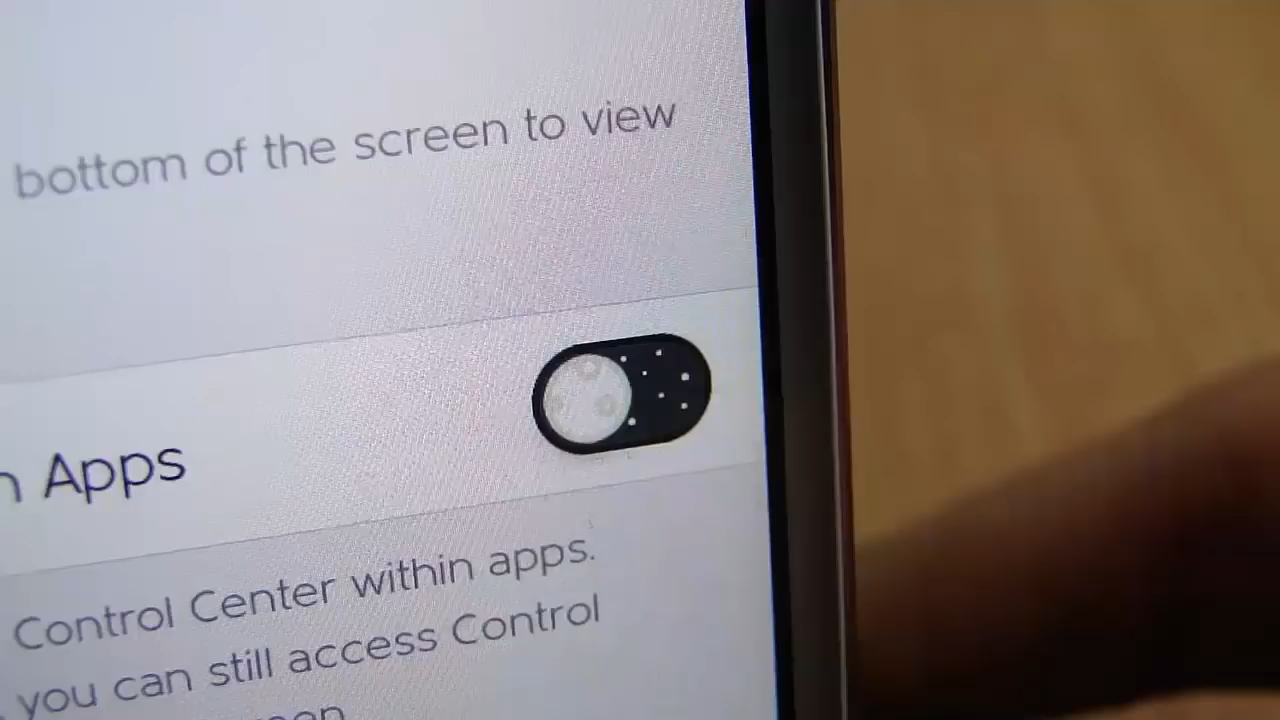 bottom of the screen to view
Apps
Control Center within apps.
you can still access Control